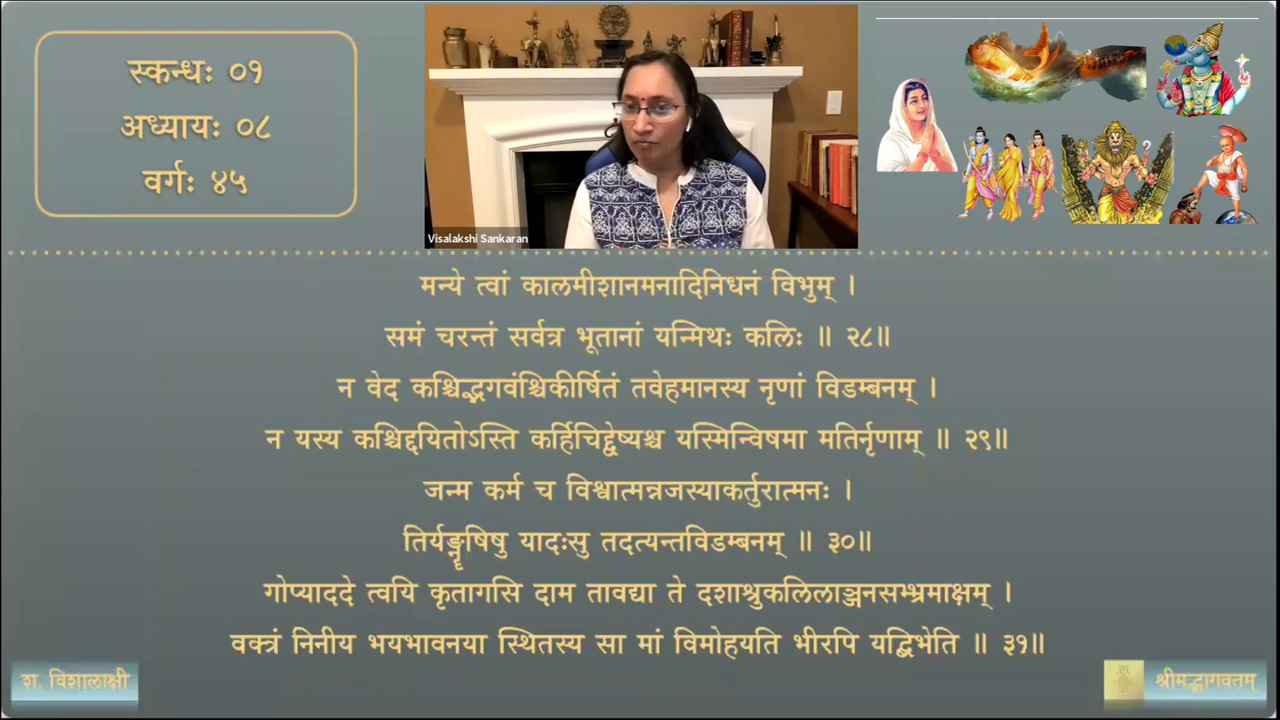 स्कन्धः ०१
अध्यायः ०८
वर्गः ४५
Visalakshi Sankaran
मन्ये त्वां कालमीशानमनादिनिधनं विभुम् ।
समं चरन्तं सर्वत्र भूतानां यन्मिथः कलिः ॥ २८॥
न वेद कश्चिद्भगवंश्चिकीर्षितं तवेहमानस्य नृणां विडम्बनम् ।
न यस्य कश्चिद्दयितोऽस्ति कर्हिचिद्द्वेष्यश्च यस्मिन्विषमा मतिर्नृणाम् ॥ २९॥
जन्म कर्म च विश्वात्मन्नजस्याकर्तुरात्मनः ।
तिर्यङ्नॄषिषु यादःसु तदत्यन्तविडम्बनम् ॥ ३०॥
गोप्याददे त्वयि कृतागसि दाम तावद्या ते दशाश्रुकलिलाञ्जनसम्भ्रमाक्षम् ।
वक्त्रं निनीय भयभावनया स्थितस्य सा मां विमोहयति भीरपि यद्बिभेति ॥ ३१॥
श. विशालाक्षी
श्रीमद्भागवतम्